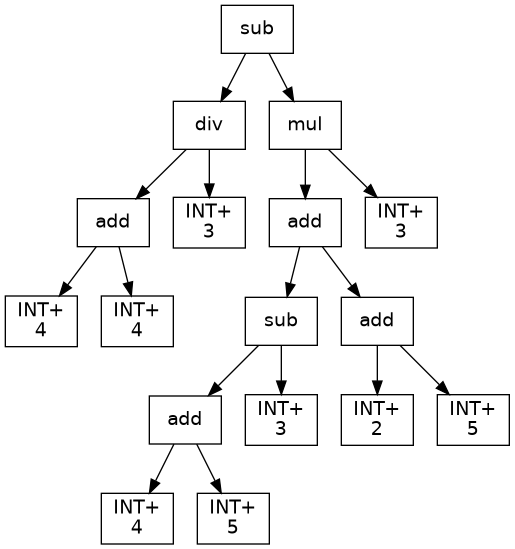 sub
div
mul
add
INT+
3
add
INT+
3
INT+
4
INT+
4
sub
add
add
INT+
3
INT+
2
INT+
5
INT+
4
INT+
5